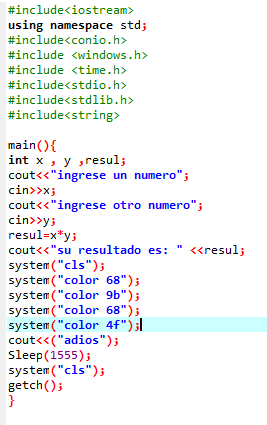 #include<iostream>
using namespace std;
#include<conio.h>
#include <windows.h>
#include <time.h>
#include<stdio.h>
#include<stdlib.h>
#include<string>
main(){
int x , y ,resul;
cout<<"ingrese un numero";
cin>>x;
cout<<"ingrese otro numero";
cin>>y;
resul=x*y;
cout<<"su resultado es: " <<resul;
system("cls");
system("color 68");
system("color 9b");
system("color 68");
system("color 4f");
cout<<("adios");
Sleep(1555);
system("cls");
getch();
}